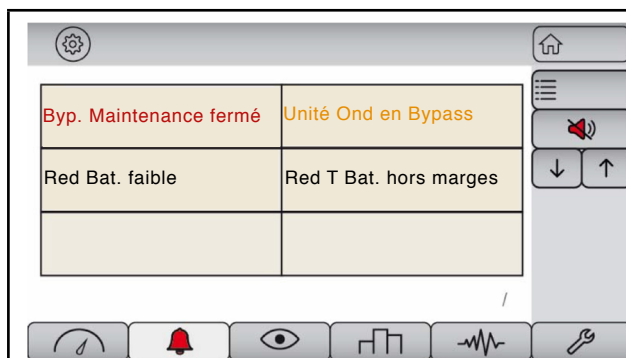 Byp. Maintenance fermé
Unité Ond en Bypass
Red Bat. faible
Red T Bat. hors marges
/